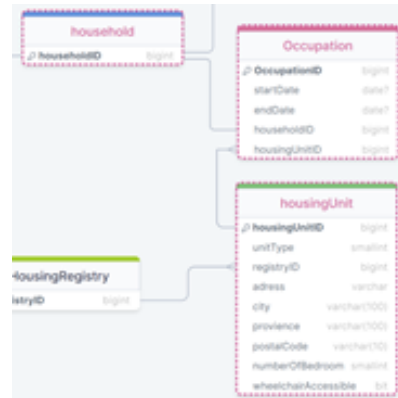 household
householdID bigint
Occupation
OccupationID bigint
startDate date?
endDate date?
householdID bigint
housingUnitID bigint
housingUnit
housingUnitID bigint
unitType smallint
registryID bigint
adress varchar
city varchar(100)
provience varchar(100)
postalCode varchar(10)
numberOfBedroom smallint
wheelchairAccessible bit
HousingRegistry
istryID bigint